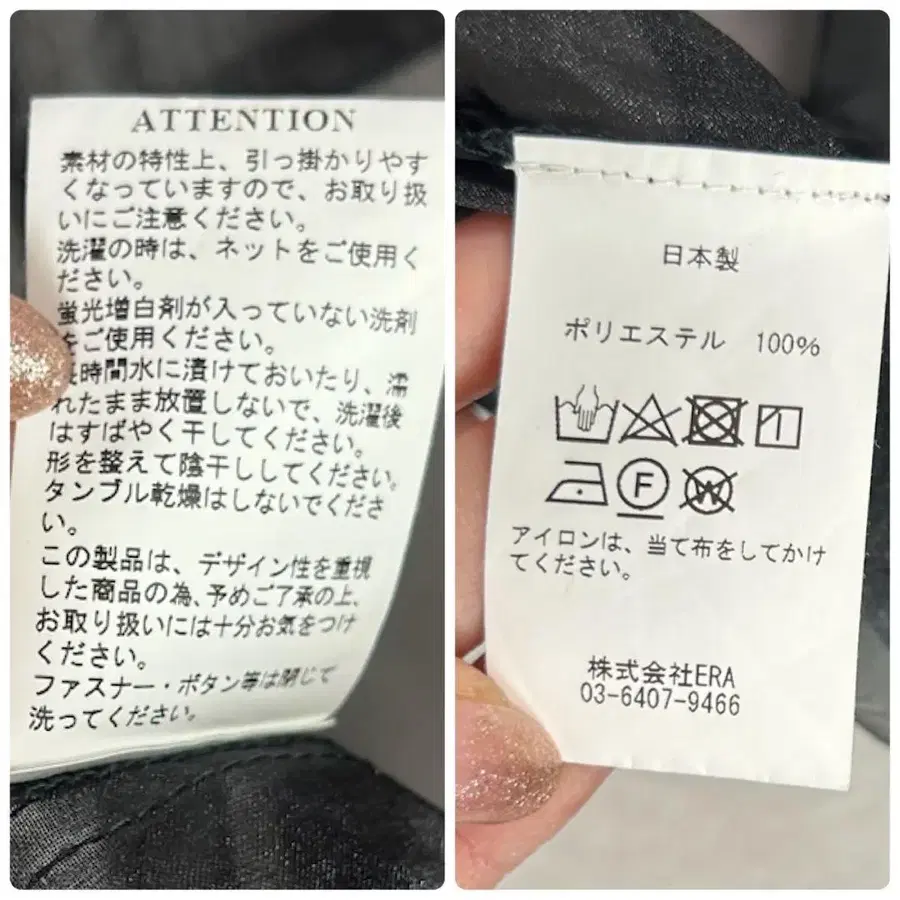 ATTENTION
素材の特性上、引っ掛かりやす
くなっていますので、お取り扱
いにご注意ください。
洗濯の時は、ネットをご使用く
ださい。
蛍光増白剤が入っていない洗剤
をご使用ください。
長時間水に漬けておいたり、濡
れたまま放置しないで、洗濯後
はすばやく干してください。
形を整えて陰干ししてください。
タンブル乾燥はしないでくださ
い。
この製品は、デザイン性を重視
した商品の為、予めご了承の上、
お取り扱いには十分お気をつけ
ください。
ファスナー・ボタン等は閉じて
洗ってください。
日本製
ポリエステル 100%
F
W
アイロンは、当て布をしてかけ
てください。
株式会社ERA
03-6407-9466